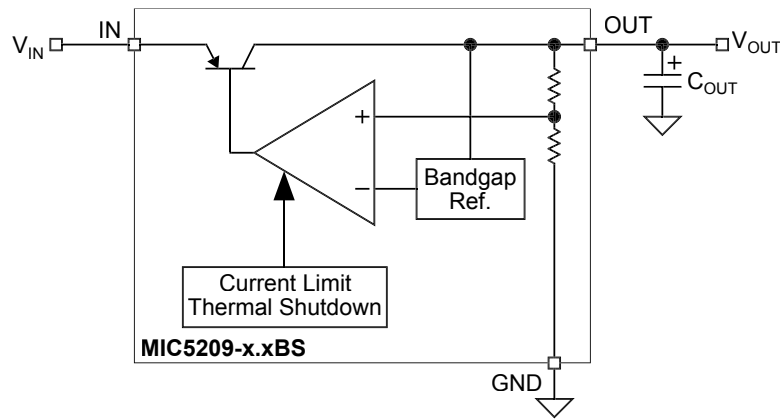 IN
OUT
V_IN
V_OUT
+
C_OUT
+
−
Bandgap
Ref.
Current Limit
Thermal Shutdown
MIC5209-x.xBS
GND